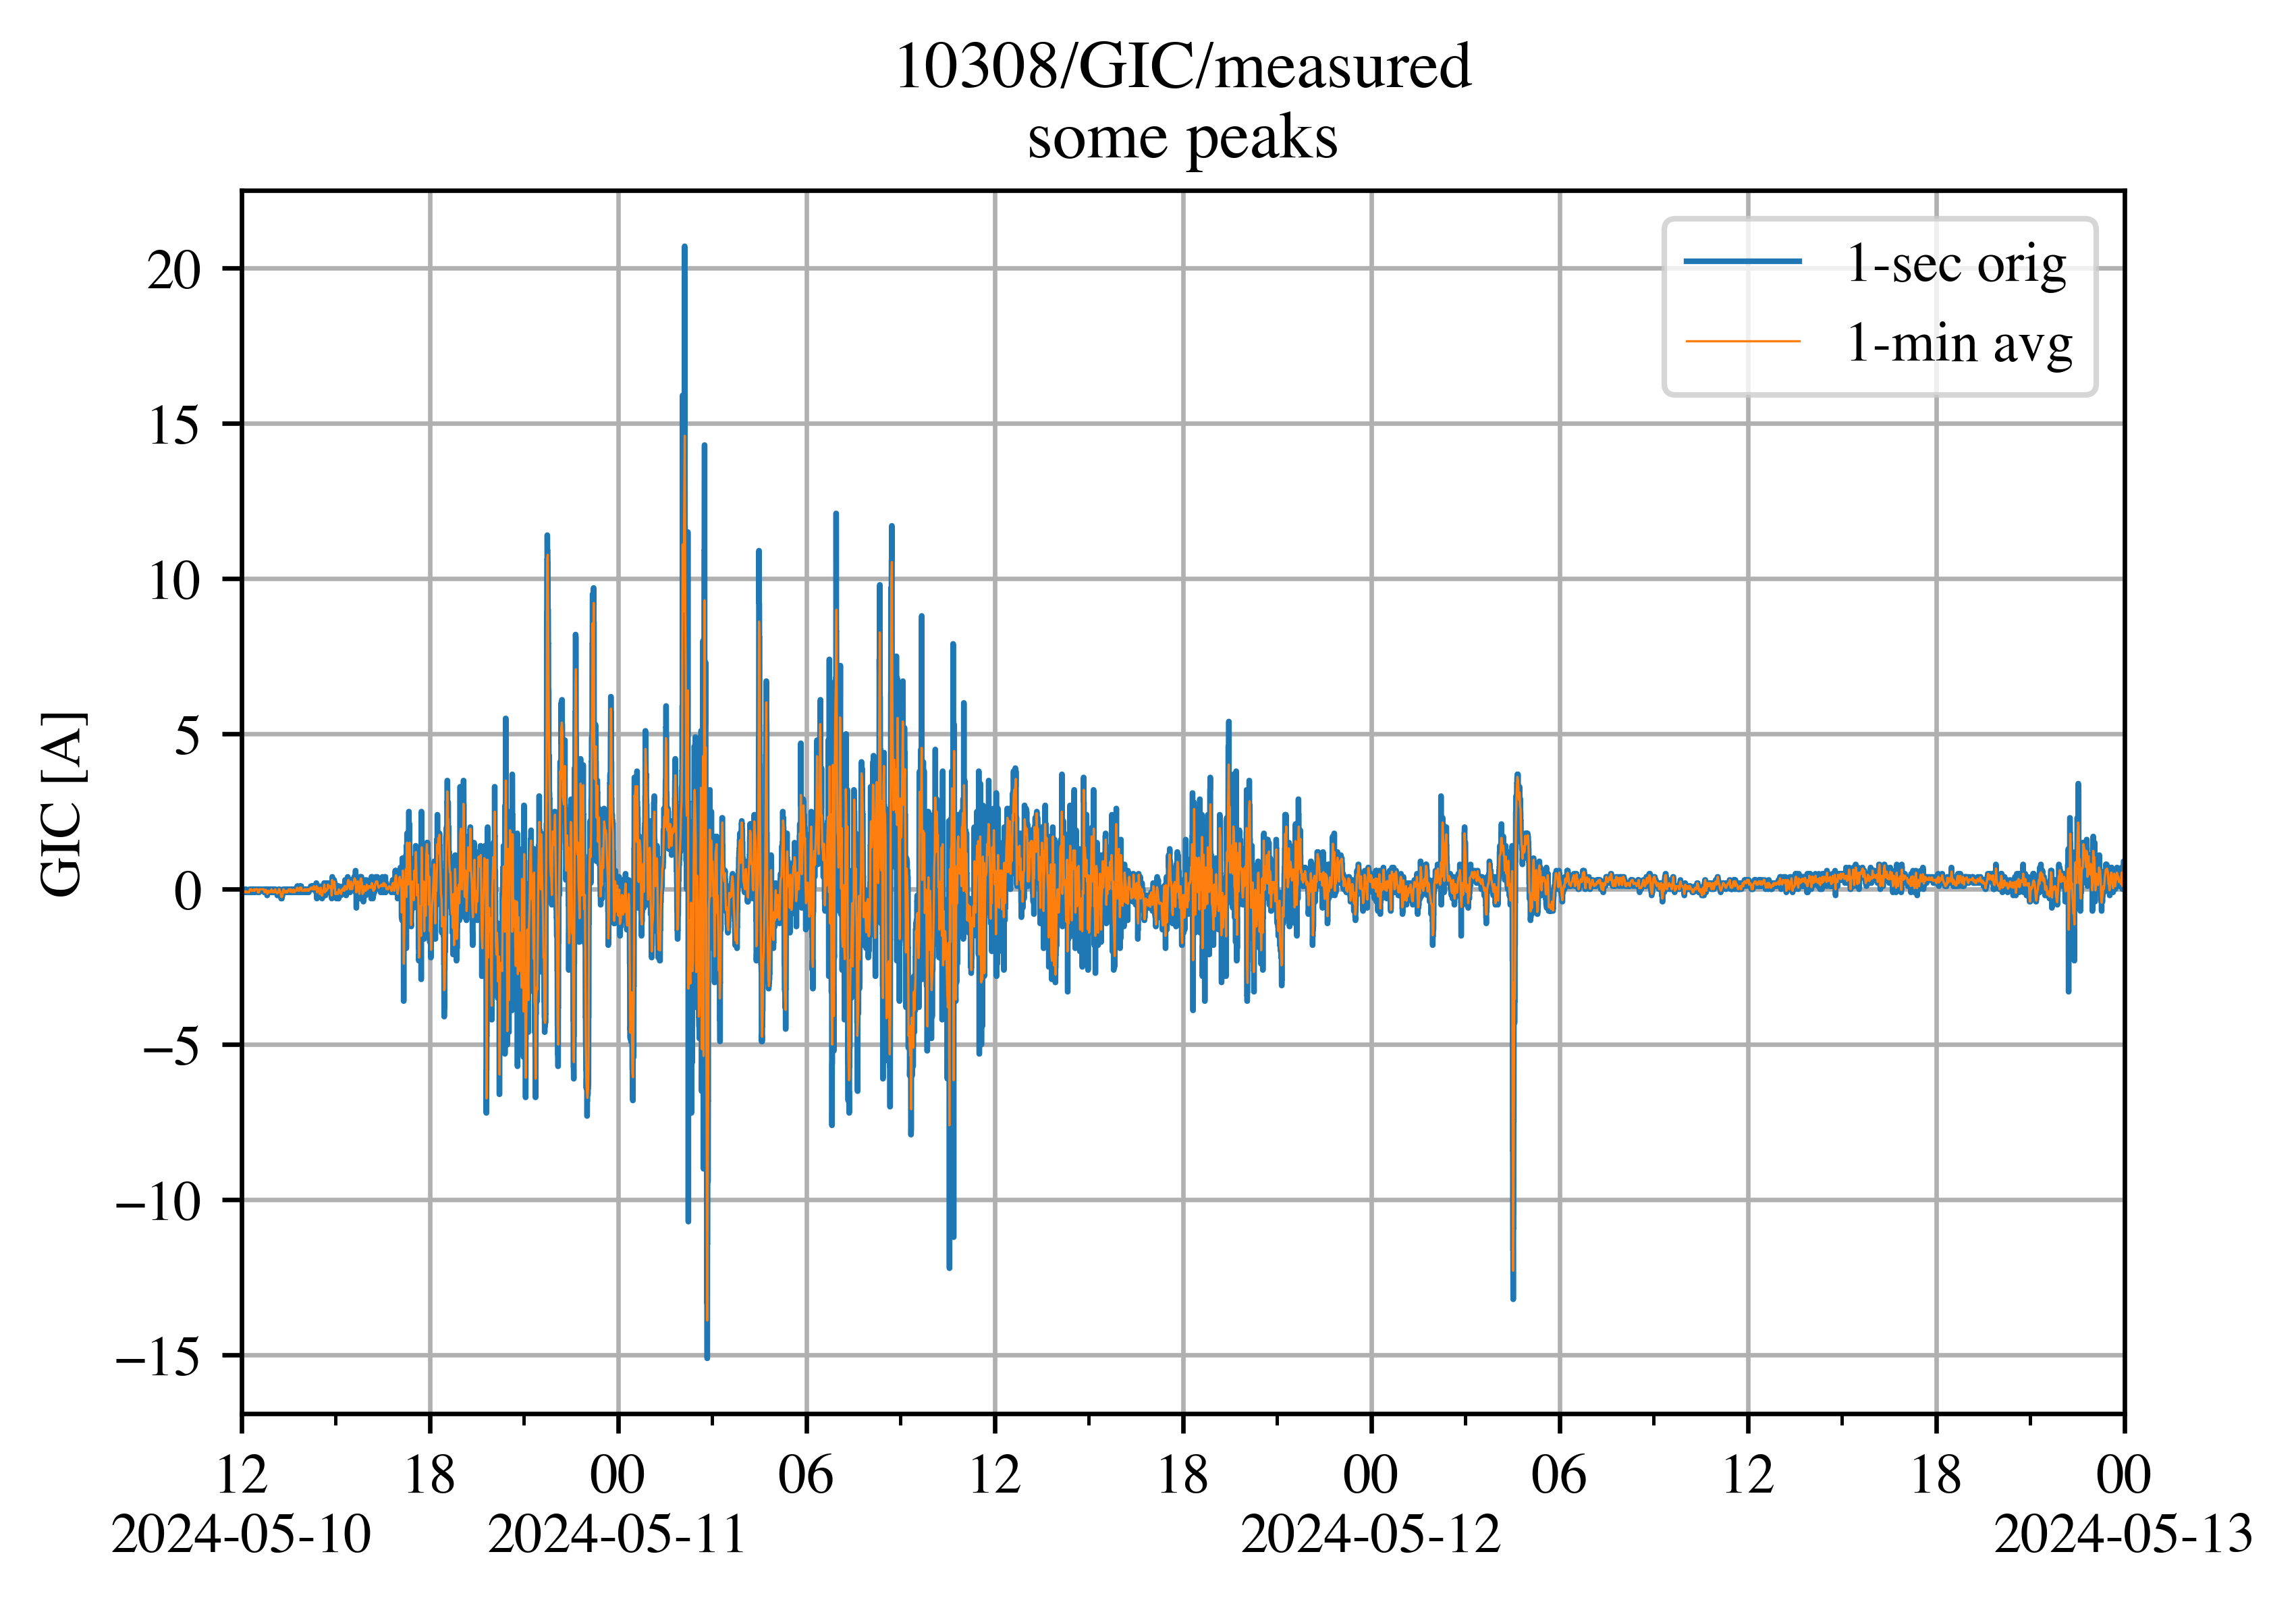 10308/GIC/measured
some peaks
1-sec orig
1-min avg
GIC [A]
20
15
10
5
0
−5
−10
−15
12 18 00 06 12 18 00 06 12 18 00
2024-05-10 2024-05-11 2024-05-12 2024-05-13